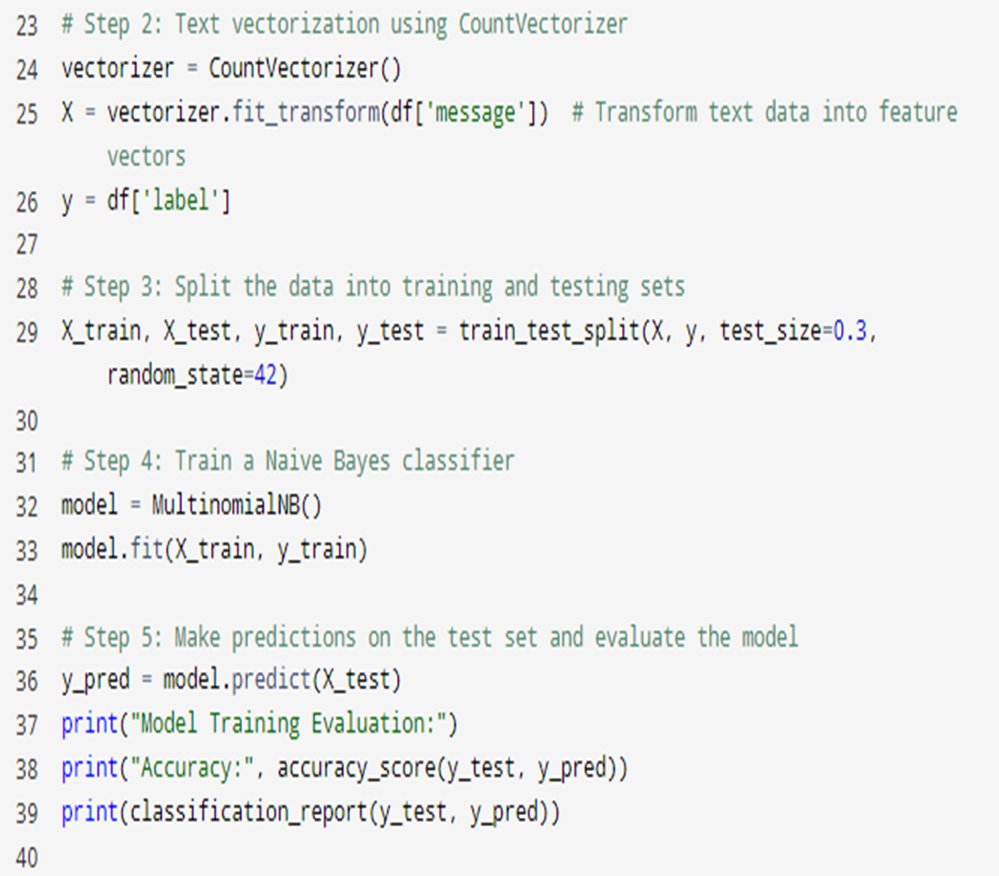 23 # Step 2: Text vectorization using CountVectorizer
24 vectorizer = CountVectorizer()
25 X = vectorizer.fit_transform(df['message']) # Transform text data into feature
vectors
26 y = df['label']
27
28 # Step 3: Split the data into training and testing sets
29 X_train, X_test, y_train, y_test = train_test_split(X, y, test_size=0.3,
random_state=42)
30
31 # Step 4: Train a Naive Bayes classifier
32 model = MultinomialNB()
33 model.fit(X_train, y_train)
34
35 # Step 5: Make predictions on the test set and evaluate the model
36 y_pred = model.predict(X_test)
37 print("Model Training Evaluation:")
38 print("Accuracy:", accuracy_score(y_test, y_pred))
39 print(classification_report(y_test, y_pred))
40